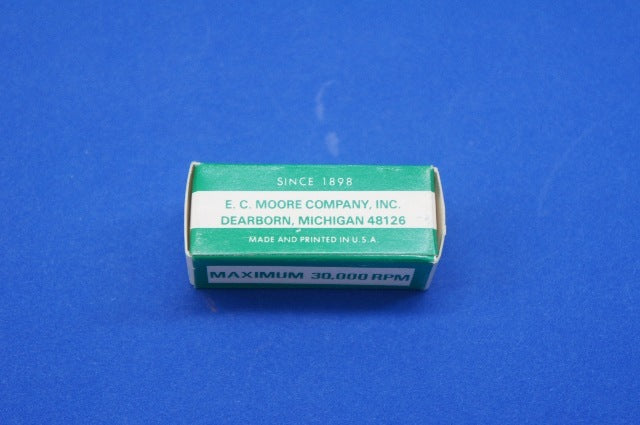 SINCE 1898
E. C. MOORE COMPANY, INC.
DEARBORN, MICHIGAN 48126
MADE AND PRINTED IN U.S.A.
MAXIMUM 30,000 RPM